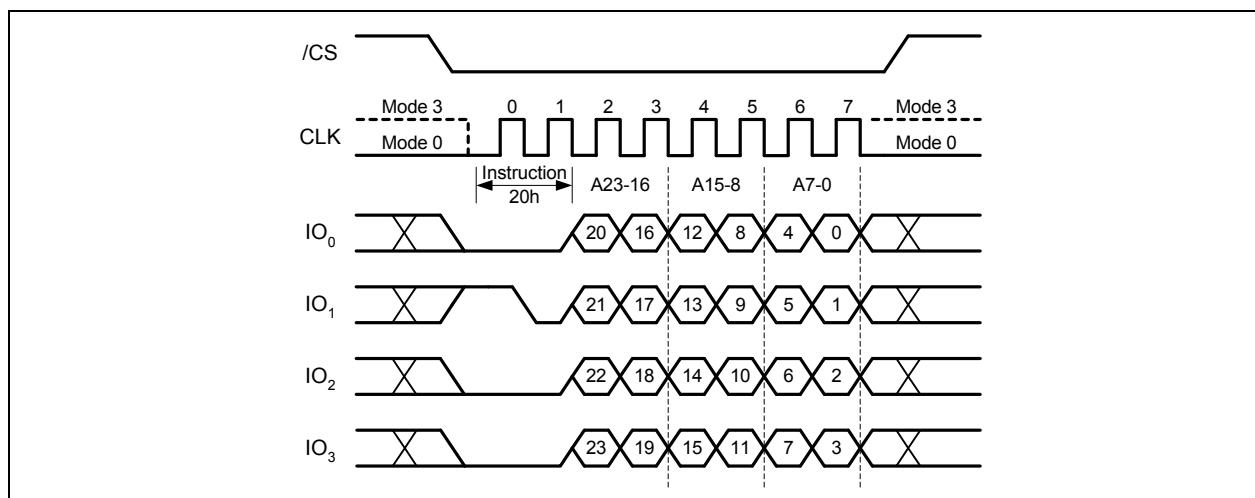 /CS
Mode 3 0 1 2 3 4 5 6 7 Mode 3
CLK
Mode 0 Mode 0
Instruction
20h
A23-16 A15-8 A7-0
IO0 20 16 12 8 4 0
IO1 21 17 13 9 5 1
IO2 22 18 14 10 6 2
IO3 23 19 15 11 7 3